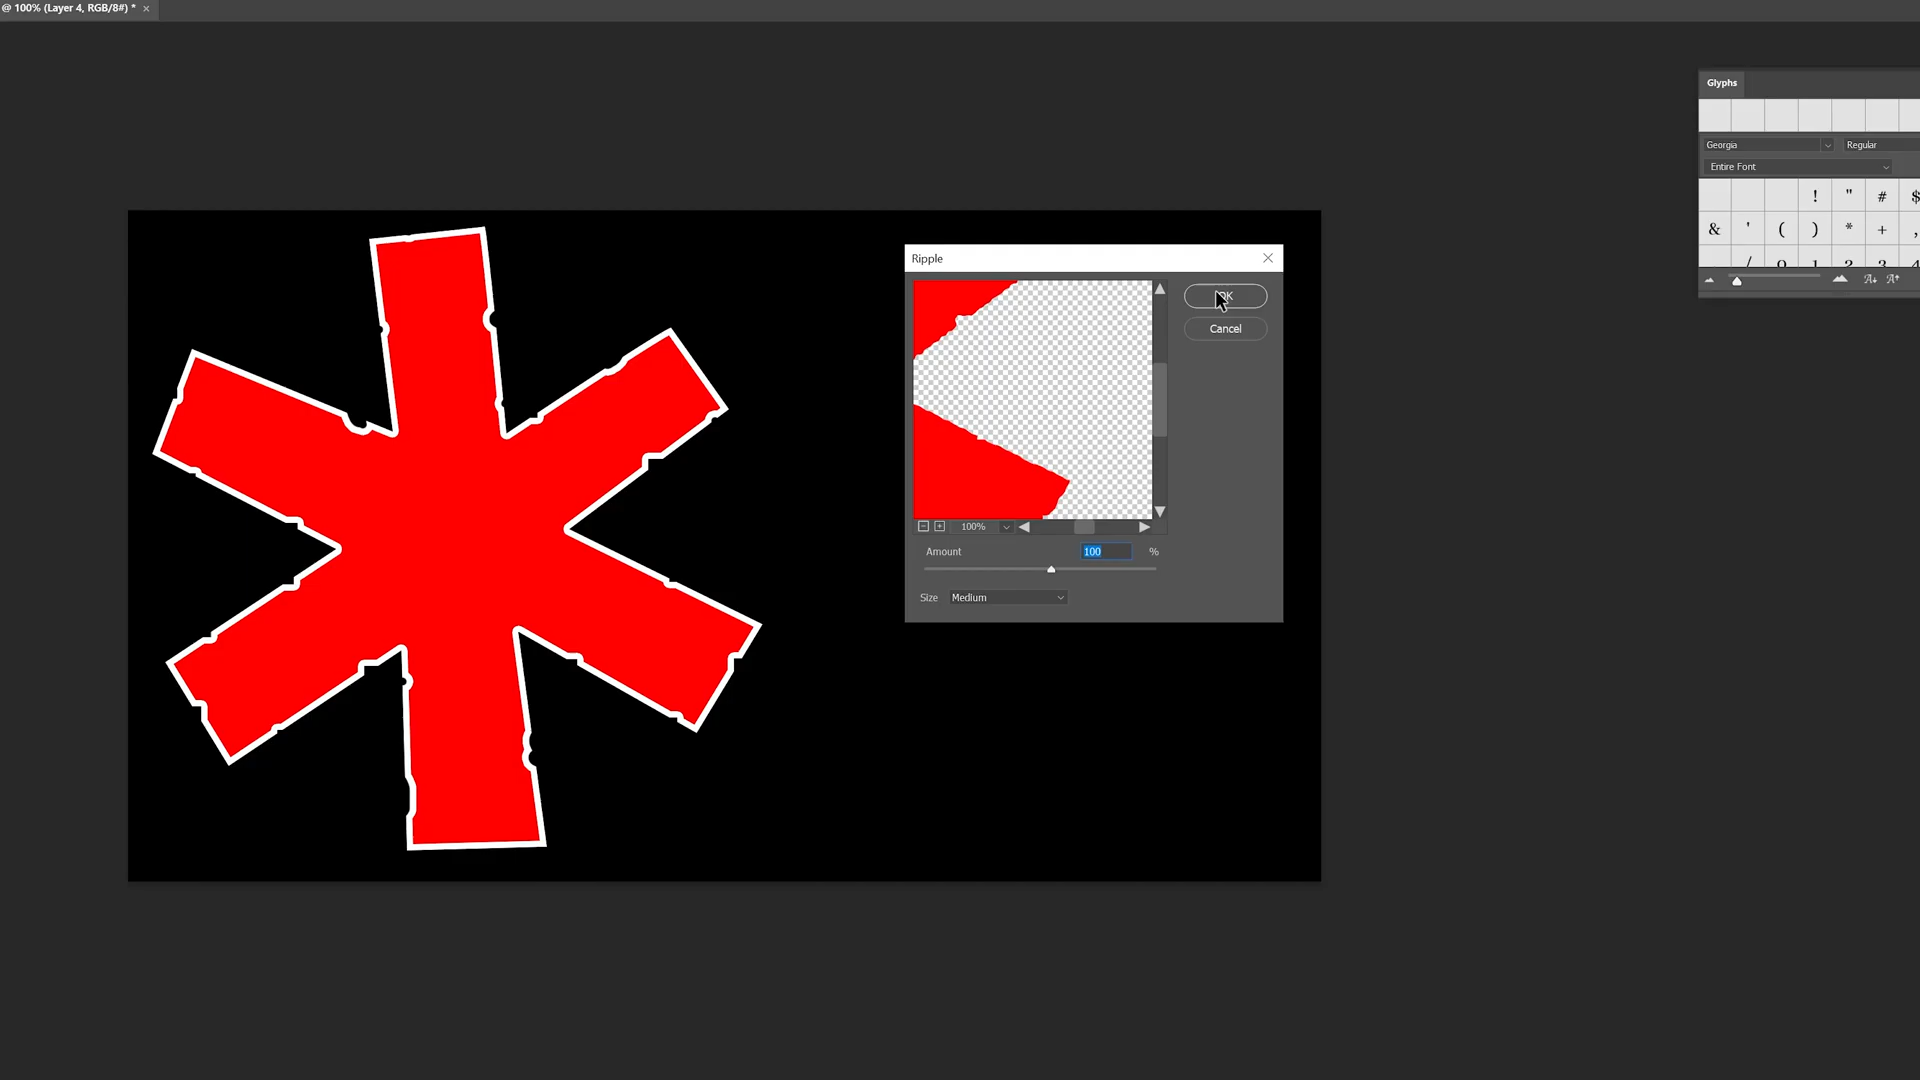 @ 100% (Layer 4, RGB/8#) * ×
Glyphs
Georgia Regular
Entire Font
! " # $
& ' ( ) * + ,
/ 0 1 2 3 4
Ripple
OK
Cancel
100%
Amount 100 %
Size Medium